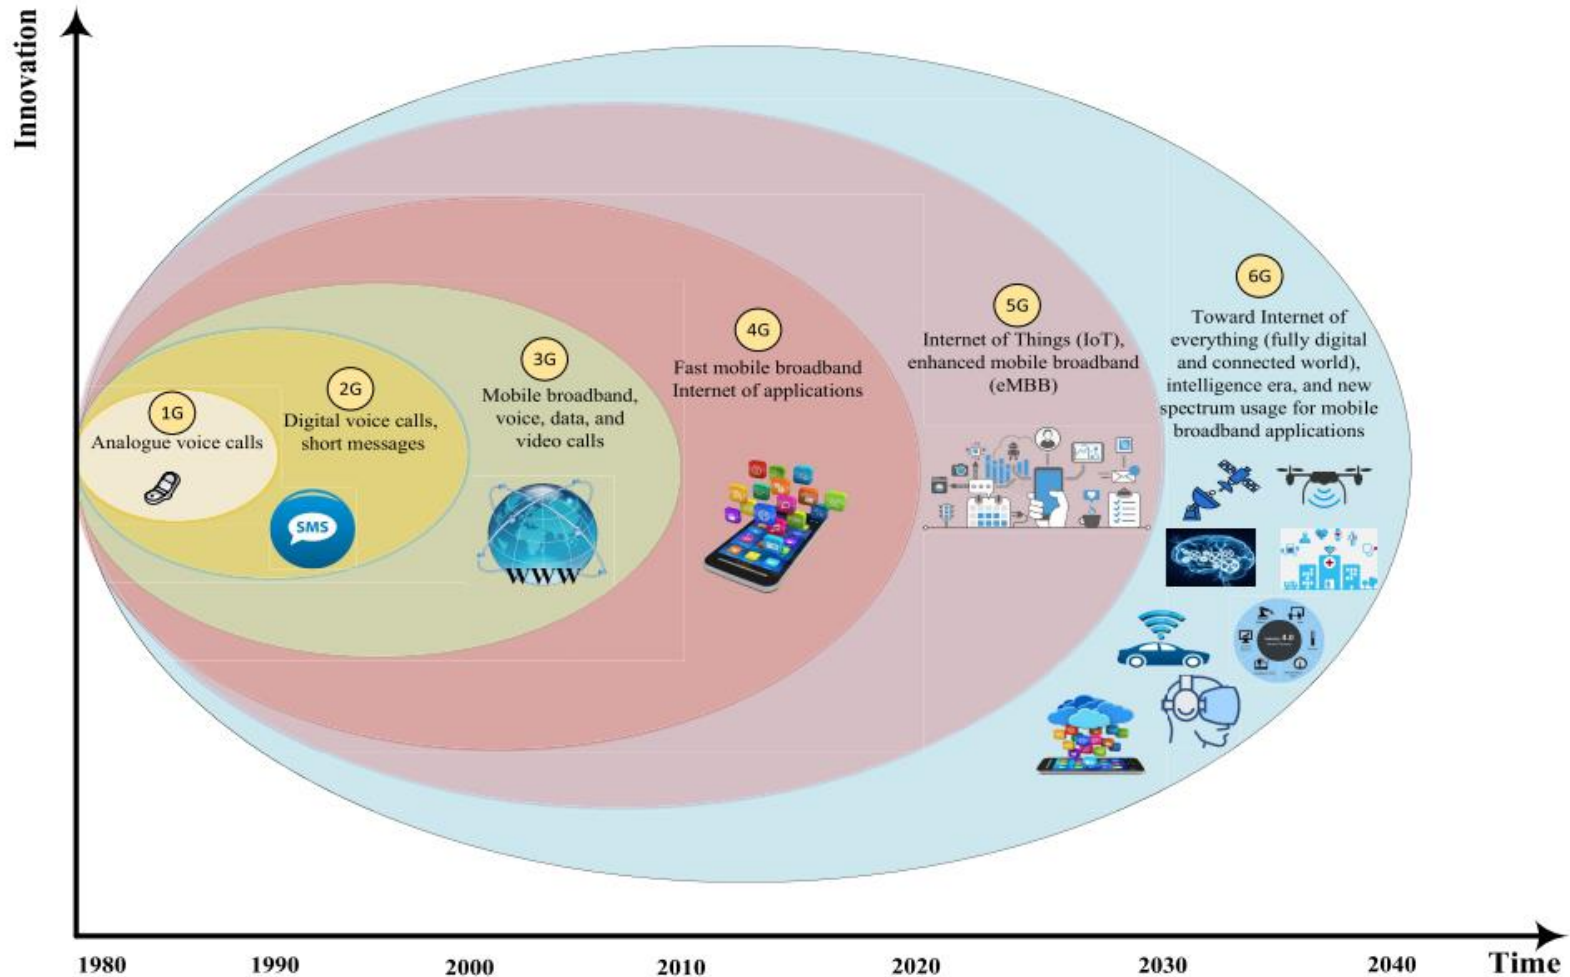 Innovation
6G
Toward Internet of
everything (fully digital
and connected world),
intelligence era, and new
spectrum usage for mobile
broadband applications
5G
Internet of Things (IoT),
enhanced mobile broadband
(eMBB)
4G
Fast mobile broadband
Internet of applications
3G
Mobile broadband,
voice, data, and
video calls
2G
Digital voice calls,
short messages
1G
Analogue voice calls
SMS
WWW
4.0
1980
1990
2000
2010
2020
2030
2040
Time